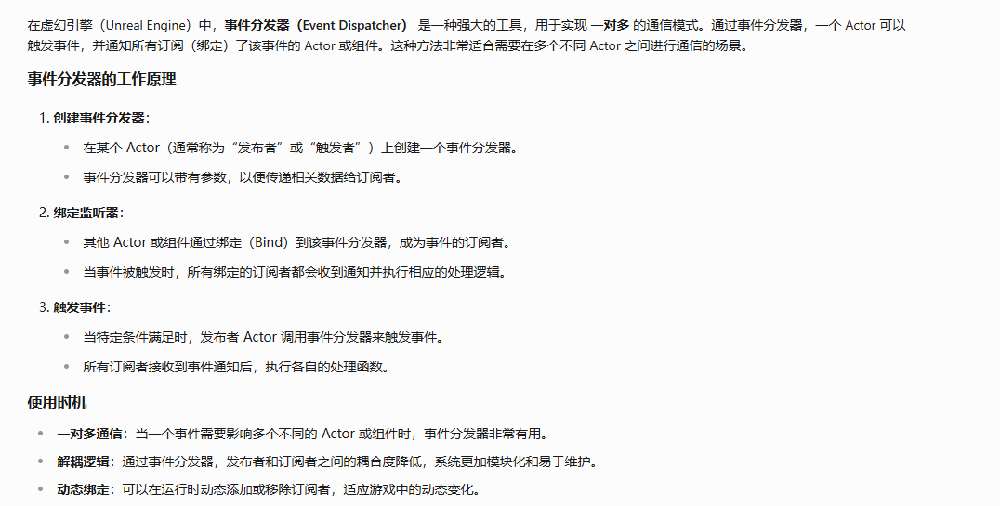 在虚幻引擎（Unreal Engine）中，事件分发器（Event Dispatcher） 是一种强大的工具，用于实现 一对多 的通信模式。通过事件分发器，一个 Actor 可以
触发事件，并通知所有订阅（绑定）了该事件的 Actor 或组件。这种方法非常适合需要在多个不同 Actor 之间进行通信的场景。
事件分发器的工作原理
1. 创建事件分发器：
• 在某个 Actor（通常称为“发布者”或“触发者”）上创建一个事件分发器。
• 事件分发器可以带有参数，以便传递相关数据给订阅者。
2. 绑定监听器：
• 其他 Actor 或组件通过绑定（Bind）到该事件分发器，成为事件的订阅者。
• 当事件被触发时，所有绑定的订阅者都会收到通知并执行相应的处理逻辑。
3. 触发事件：
• 当特定条件满足时，发布者 Actor 调用事件分发器来触发事件。
• 所有订阅者接收到事件通知后，执行各自的处理函数。
使用时机
• 一对多通信：当一个事件需要影响多个不同的 Actor 或组件时，事件分发器非常有用。
• 解耦逻辑：通过事件分发器，发布者和订阅者之间的耦合度降低，系统更加模块化和易于维护。
• 动态绑定：可以在运行时动态添加或移除订阅者，适应游戏中的动态变化。